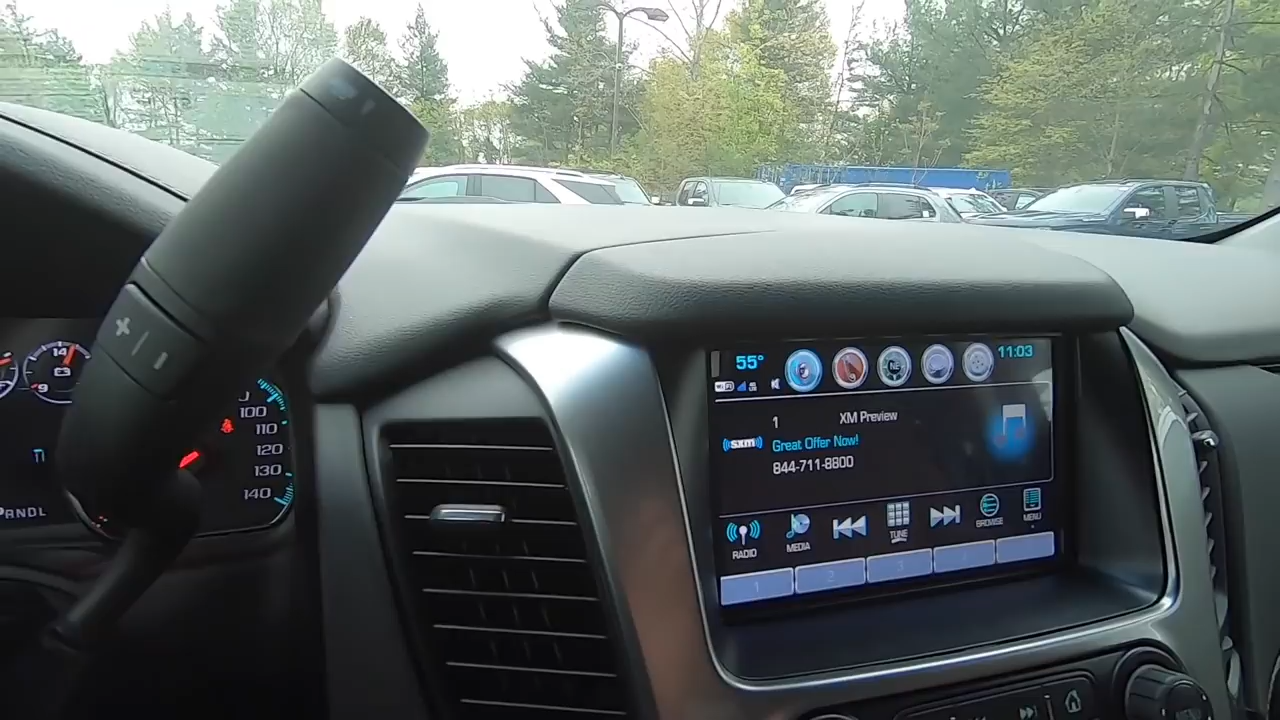 55°
11:03
1
XM Preview
((sxm))
Great Offer Now!
844-711-8800
RADIO
MEDIA
TUNE
BROWSE
MENU
1
2
3
4
+/−
14
9
100
110
120
130
140
PRNDL